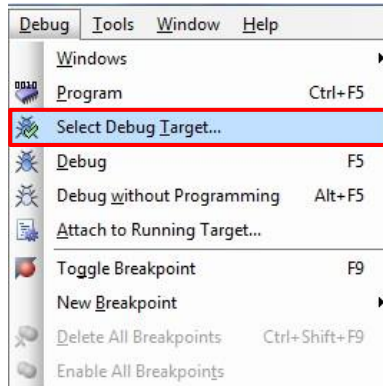 Debug Tools Window Help
Windows
Program Ctrl+F5
Select Debug Target...
Debug F5
Debug without Programming Alt+F5
Attach to Running Target...
Toggle Breakpoint F9
New Breakpoint
Delete All Breakpoints Ctrl+Shift+F9
Enable All Breakpoints